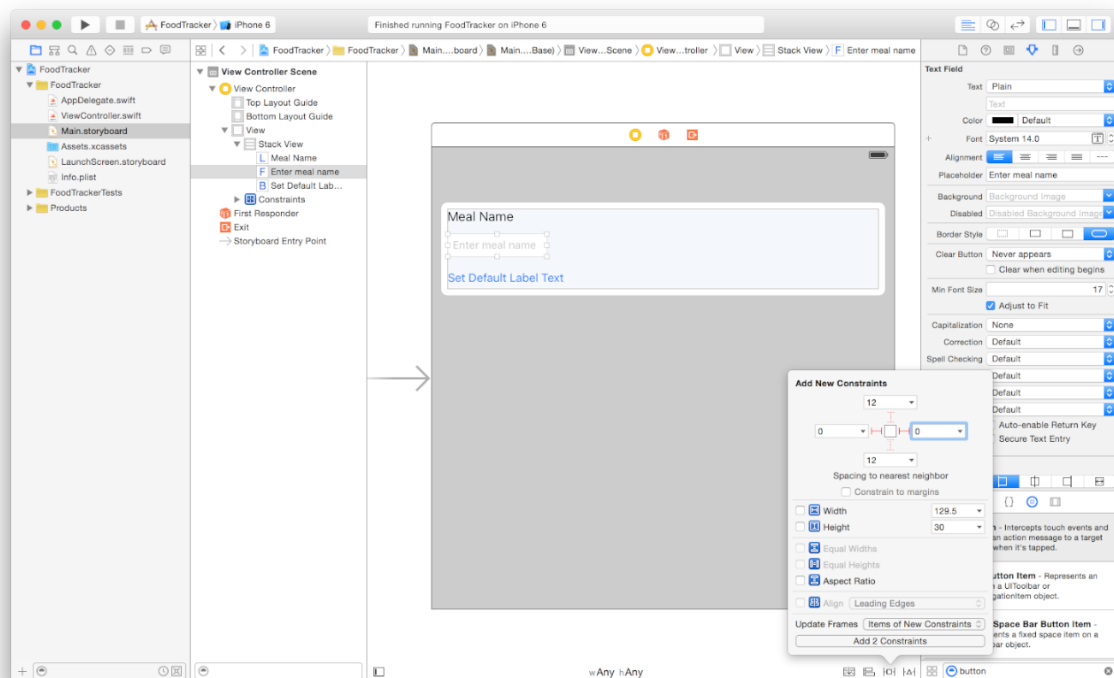 FoodTracker
iPhone 6
Finished running FoodTracker on iPhone 6
FoodTracker
FoodTracker
Main....board
Main....Base)
View...Scene
View...troller
View
Stack View
F Enter meal name
FoodTracker
FoodTracker
AppDelegate.swift
ViewController.swift
Main.storyboard
Assets.xcassets
LaunchScreen.storyboard
Info.plist
FoodTrackerTests
Products
View Controller Scene
View Controller
Top Layout Guide
Bottom Layout Guide
View
Stack View
L Meal Name
F Enter meal name
B Set Default Lab...
Constraints
First Responder
Exit
Storyboard Entry Point
Meal Name
Enter meal name
Set Default Label Text
wAny hAny
Text Field
Text Plain
Text
Color Default
Font System 14.0
Alignment
Placeholder Enter meal name
Background Background Image
Disabled Disabled Background Image
Border Style
Clear Button Never appears
Clear when editing begins
Min Font Size 17
Adjust to Fit
Capitalization None
Correction Default
Spell Checking Default
Default
Default
Default
Auto-enable Return Key
Secure Text Entry
Add New Constraints
12
0 0
12
Spacing to nearest neighbor
Constrain to margins
Width 129.5
Height 30
Equal Widths
Equal Heights
Aspect Ratio
Align Leading Edges
Update Frames Items of New Constraints
Add 2 Constraints
{}
- Intercepts touch events and
an action message to a target
when it's tapped.
Item - Represents an
a UIToolbar or
object.
Space Bar Button Item -
a fixed space item on a
object.
button